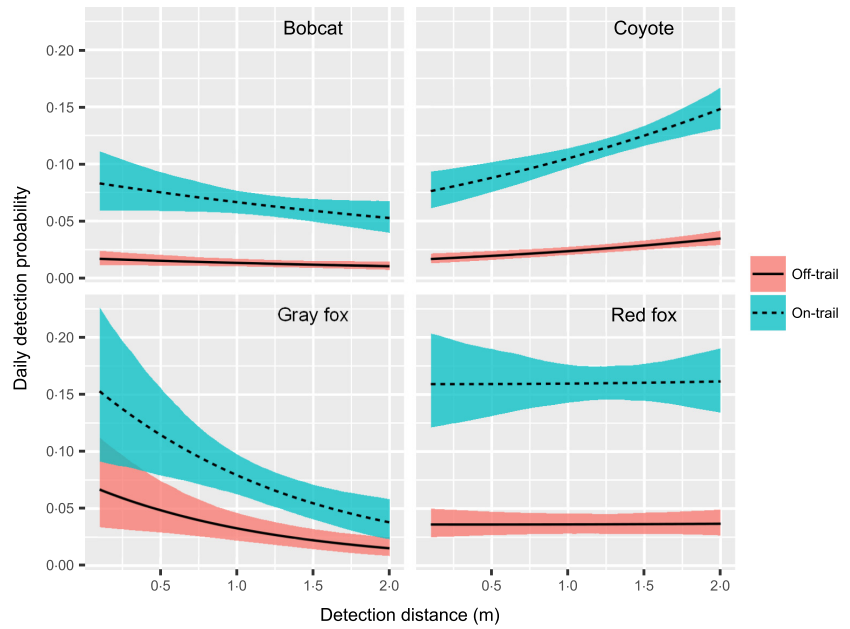 Bobcat
Coyote
0·20
0·15
0·10
0·05
0·00
Daily detection probability
Gray fox
Red fox
0·20
0·15
0·10
0·05
0·00
0·5 1·0 1·5 2·0
0·5 1·0 1·5 2·0
Detection distance (m)
Off-trail
On-trail